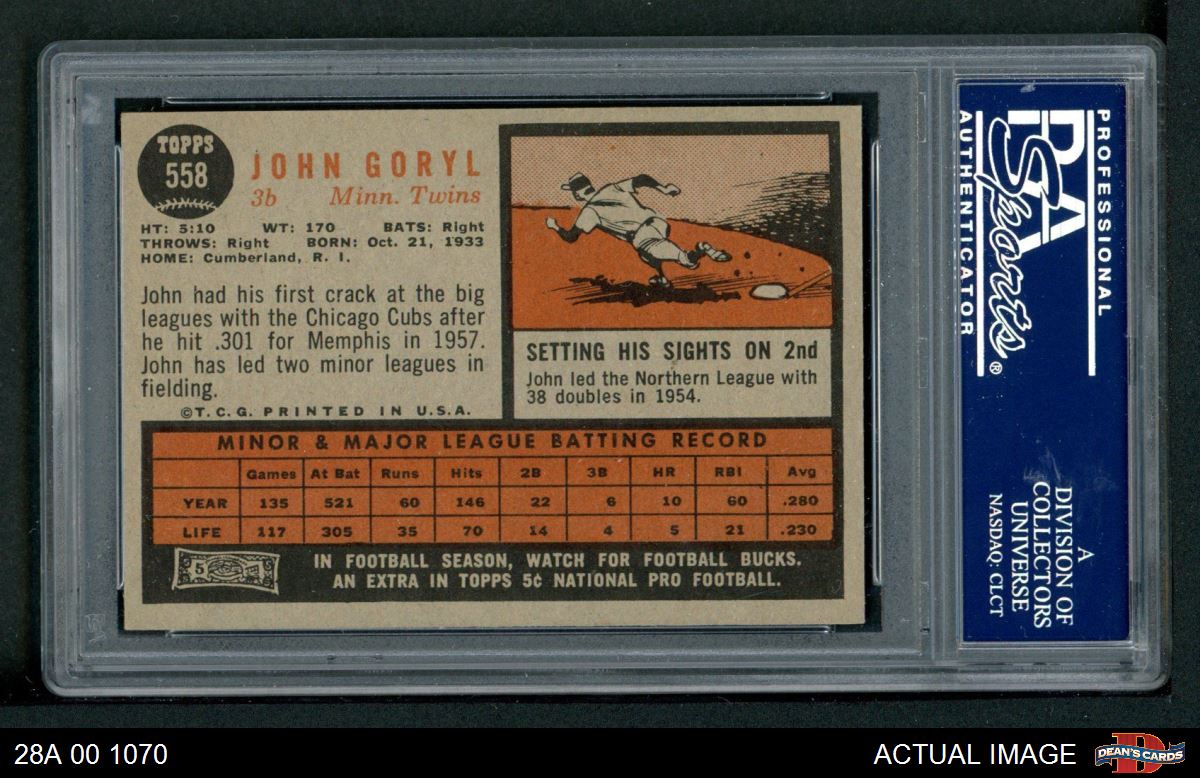 TOPPS
558
JOHN GORYL
3b Minn. Twins
HT: 5:10 WT: 170 BATS: Right
THROWS: Right BORN: Oct. 21, 1933
HOME: Cumberland, R. I.
John had his first crack at the big
leagues with the Chicago Cubs after
he hit .301 for Memphis in 1957.
John has led two minor leagues in
fielding.
©T. C. G. PRINTED IN U.S.A.
SETTING HIS SIGHTS ON 2nd
John led the Northern League with
38 doubles in 1954.
MINOR & MAJOR LEAGUE BATTING RECORD
Games At Bat Runs Hits 2B 3B HR RBI Avg
YEAR 135 521 60 146 22 6 10 60 .280
LIFE 117 305 35 70 14 4 5 21 .230
5
IN FOOTBALL SEASON, WATCH FOR FOOTBALL BUCKS.
AN EXTRA IN TOPPS 5¢ NATIONAL PRO FOOTBALL.
PROFESSIONAL
PSA
Sports®
AUTHENTICATOR
A
DIVISION OF
COLLECTORS
UNIVERSE
NASDAQ: CLCT
28A 00 1070
ACTUAL IMAGE
DEAN'S CARDS